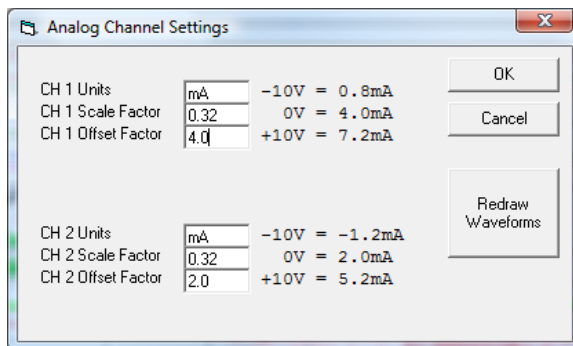 Analog Channel Settings
CH 1 Units mA -10V = 0.8mA
CH 1 Scale Factor 0.32 0V = 4.0mA
CH 1 Offset Factor 4.0 +10V = 7.2mA
OK
Cancel
CH 2 Units mA -10V = -1.2mA
CH 2 Scale Factor 0.32 0V = 2.0mA
CH 2 Offset Factor 2.0 +10V = 5.2mA
Redraw
Waveforms